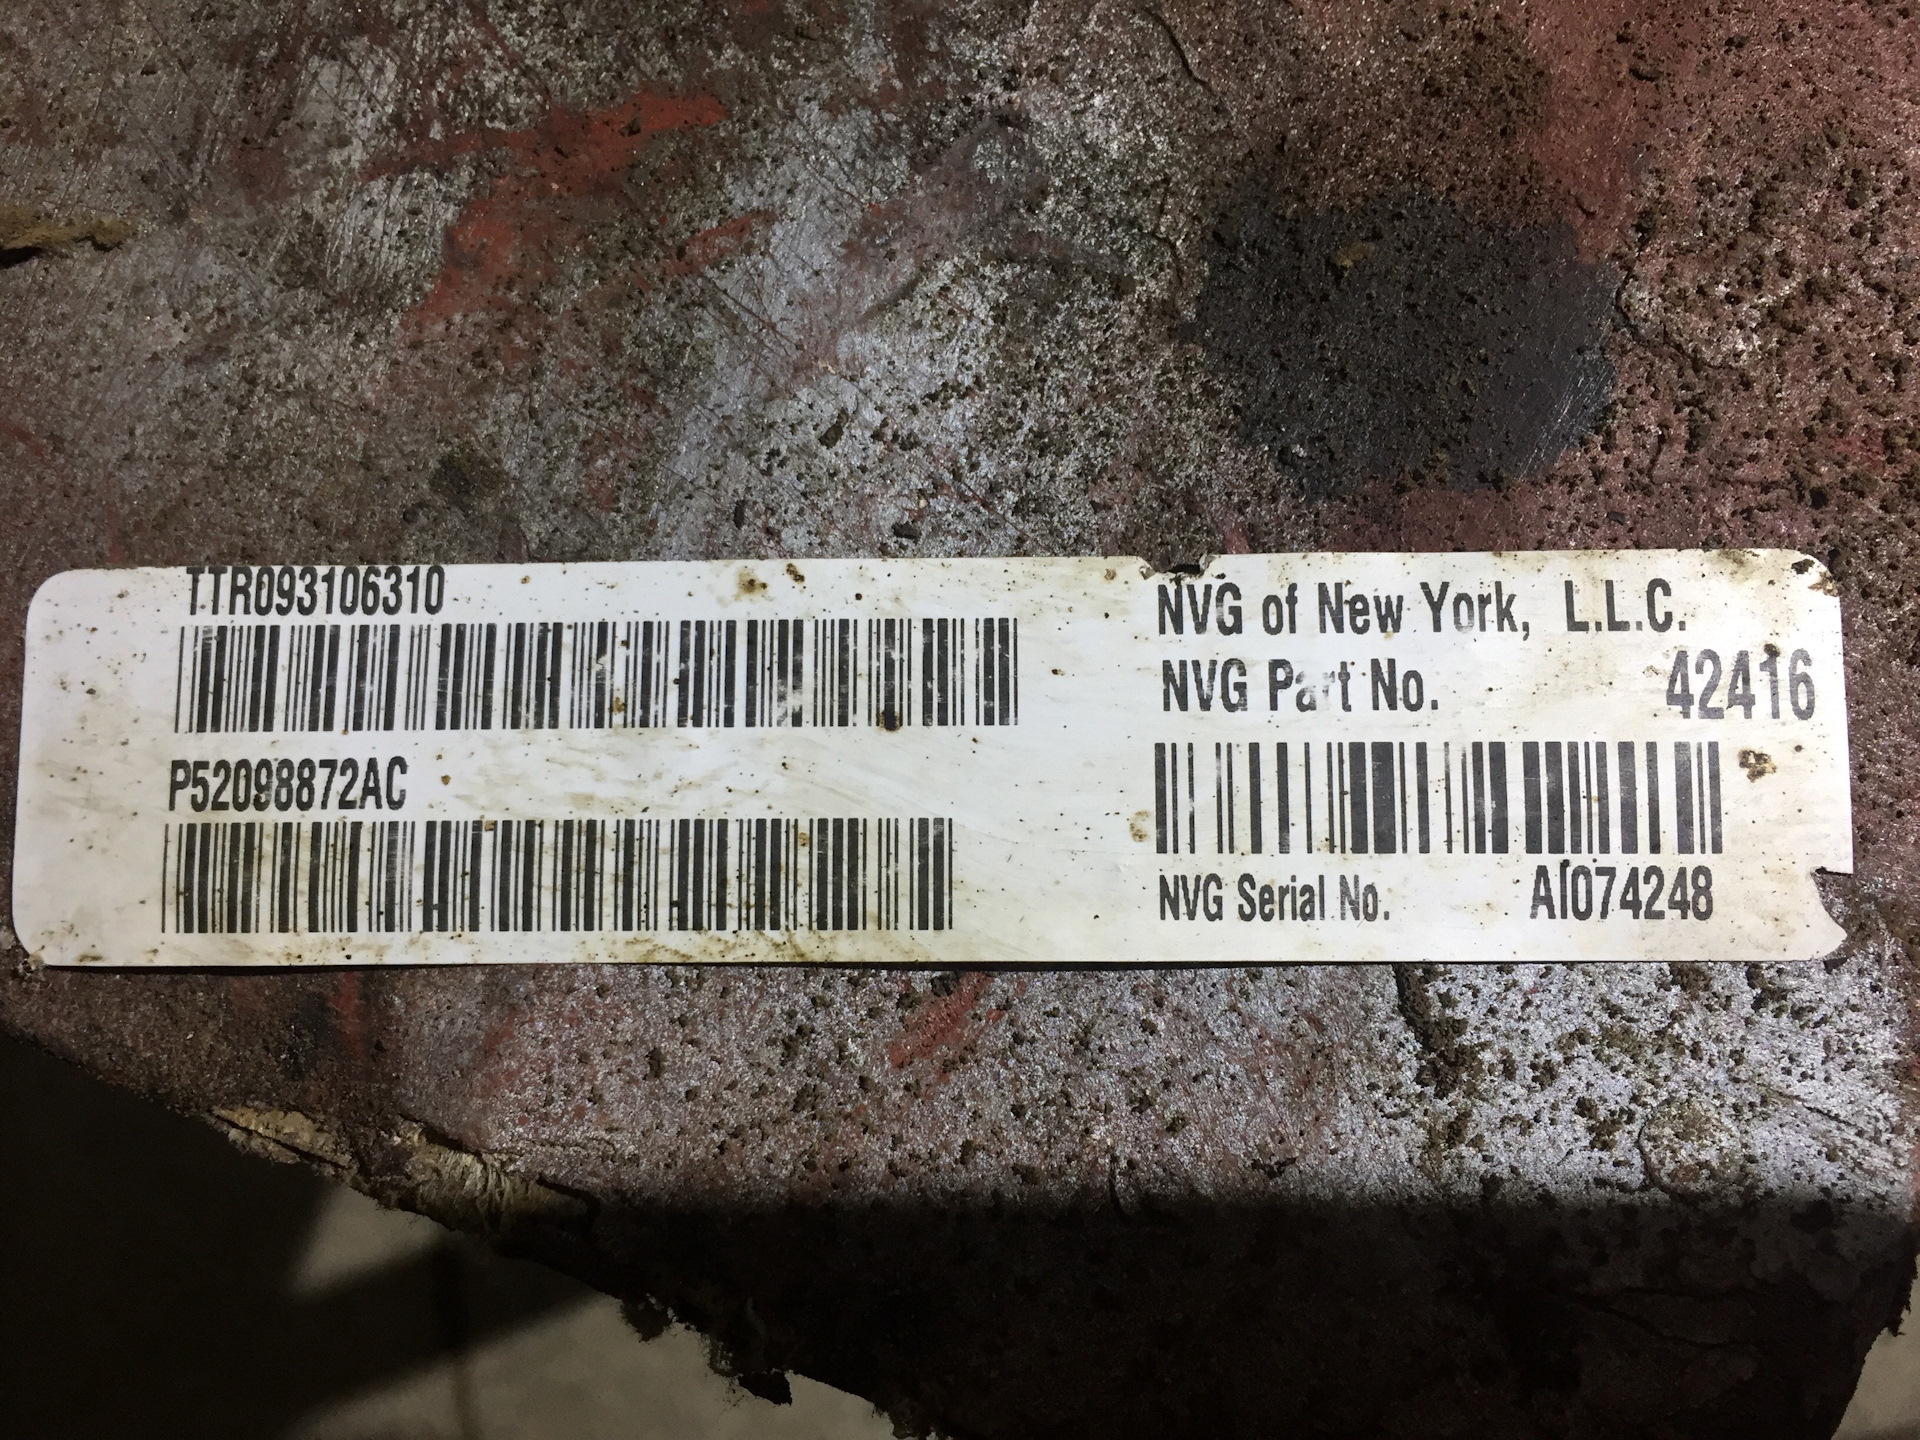 TTR093106310
P52098872AC
NVG of New York, L.L.C.
NVG Part No. 42416
NVG Serial No. AI074248